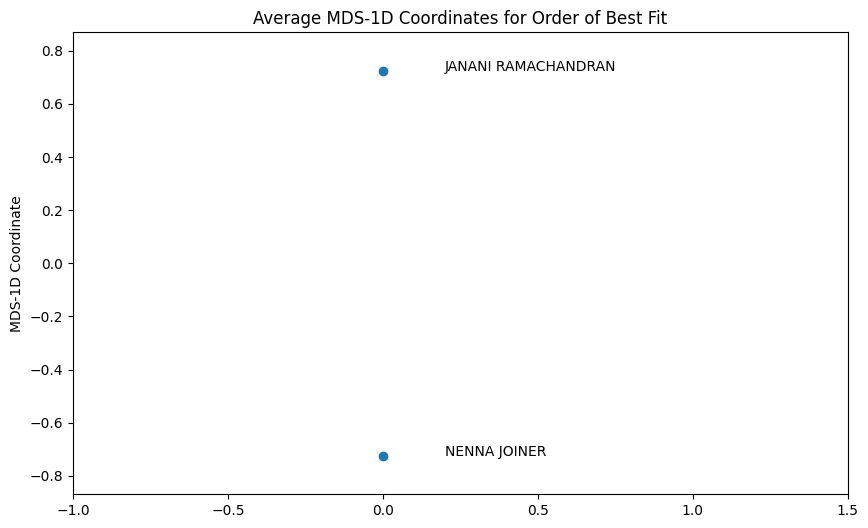 Average MDS-1D Coordinates for Order of Best Fit
MDS-1D Coordinate
0.8
0.6
0.4
0.2
0.0
−0.2
−0.4
−0.6
−0.8
JANANI RAMACHANDRAN
NENNA JOINER
−1.0 −0.5 0.0 0.5 1.0 1.5